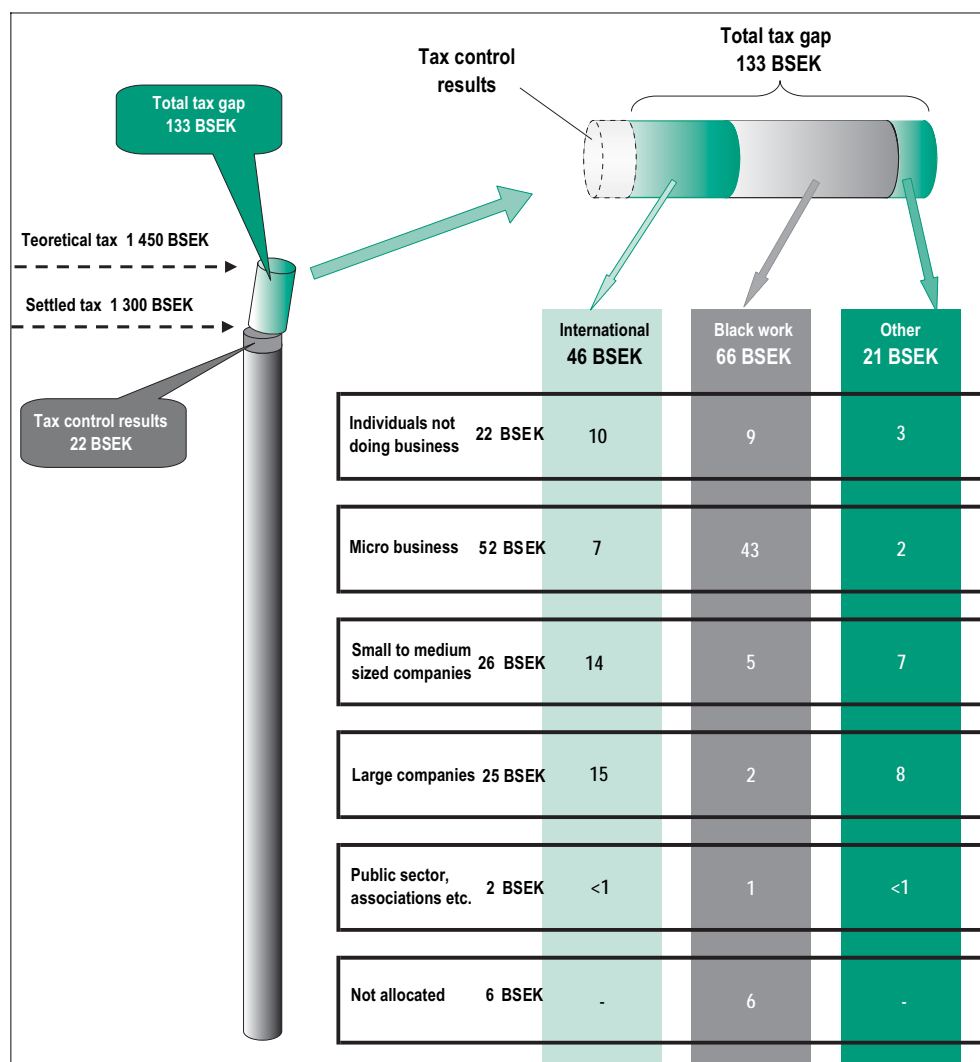 Total tax gap
133 BSEK
Tax control
results
Total tax gap
133 BSEK
Teoretical tax 1 450 BSEK
Settled tax 1 300 BSEK
Tax control results
22 BSEK
International
46 BSEK
Black work
66 BSEK
Other
21 BSEK
Individuals not
doing business
22 BSEK
10
9
3
Micro business 52 BSEK
7
43
2
Small to medium
sized companies
26 BSEK
14
5
7
Large companies 25 BSEK
15
2
8
Public sector,
associations etc.
2 BSEK
<1
1
<1
Not allocated 6 BSEK
-
6
-